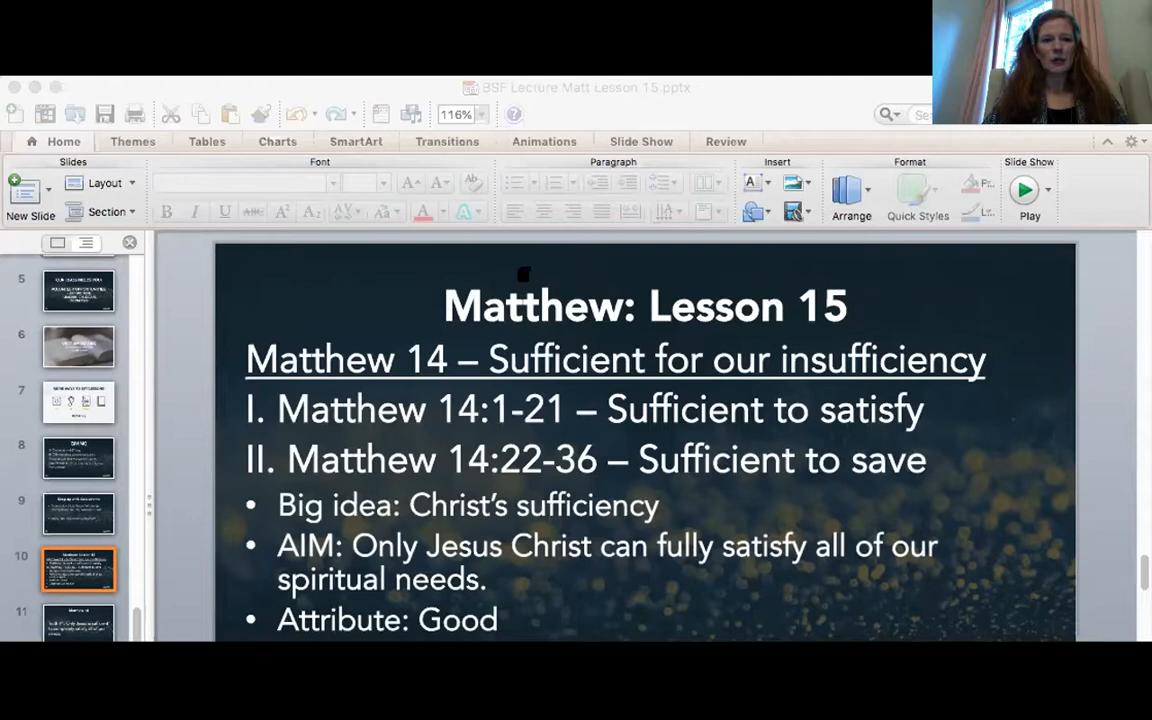 BSF Lecture Matt Lesson 15.pptx
116%
Home Themes Tables Charts SmartArt Transitions Animations Slide Show Review
Slides Font Paragraph Insert Format Slide Show
Layout
Section
New Slide
Arrange Quick Styles Play
5
6
7
8
9
10
11
Matthew: Lesson 15
Matthew 14 – Sufficient for our insufficiency
I. Matthew 14:1-21 – Sufficient to satisfy
II. Matthew 14:22-36 – Sufficient to save
• Big idea: Christ’s sufficiency
• AIM: Only Jesus Christ can fully satisfy all of our
spiritual needs.
• Attribute: Good